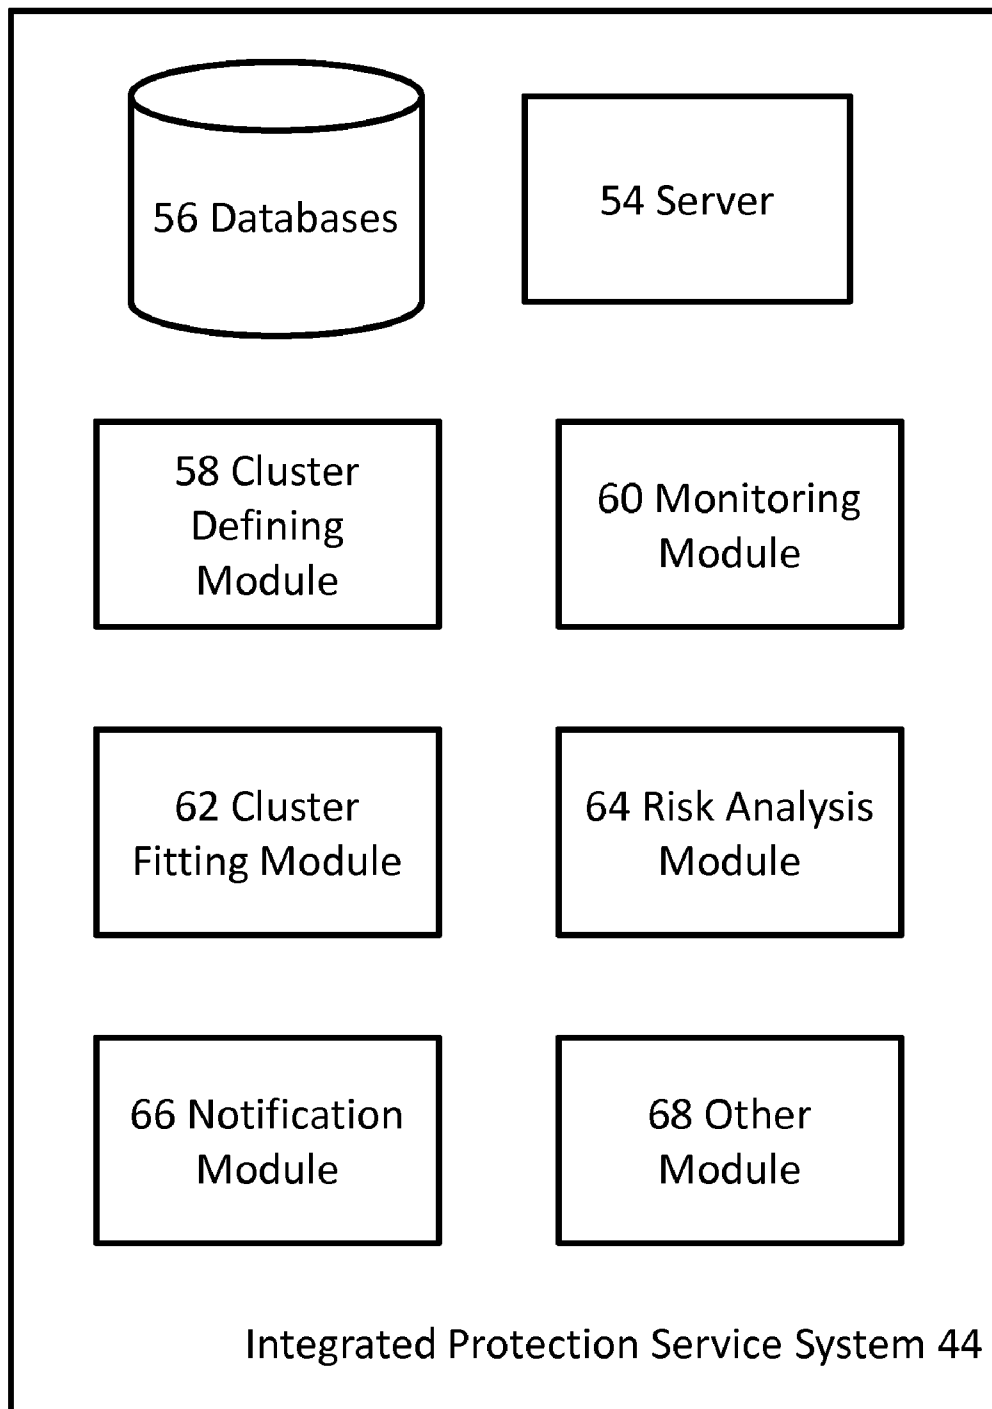 56 Databases
54 Server
58 Cluster
Defining
Module
60 Monitoring
Module
62 Cluster
Fitting Module
64 Risk Analysis
Module
66 Notification
Module
68 Other
Module
Integrated Protection Service System 44